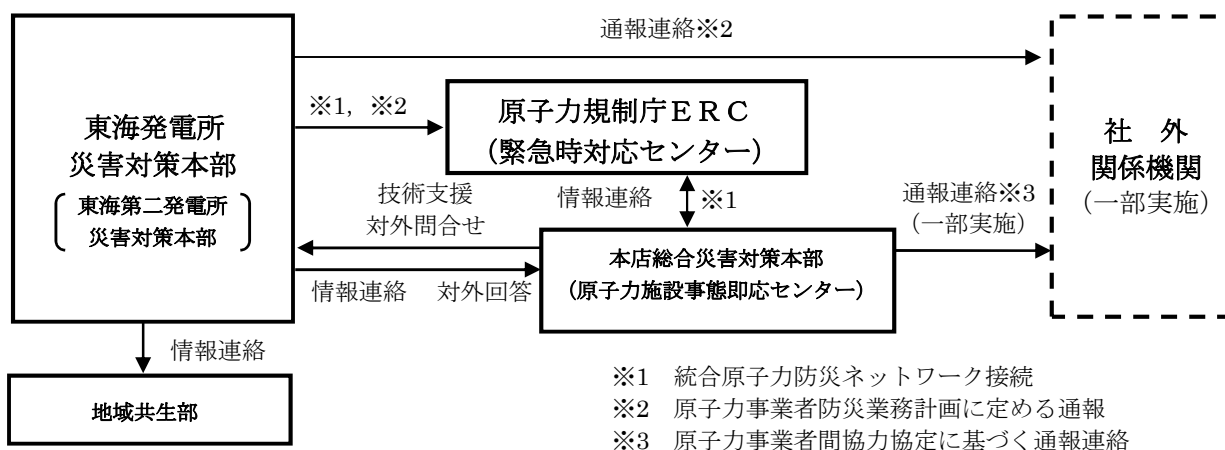 通報連絡※2
※1，※2
原子力規制庁ＥＲＣ
（緊急時対応センター）
東海発電所
災害対策本部
東海第二発電所
災害対策本部
社　外
関係機関
（一部実施）
技術支援
対外問合せ
情報連絡
※1
通報連絡※3
（一部実施）
本店総合災害対策本部
（原子力施設事態即応センター）
情報連絡　対外回答
情報連絡
地域共生部
※1　統合原子力防災ネットワーク接続
※2　原子力事業者防災業務計画に定める通報
※3　原子力事業者間協力協定に基づく通報連絡